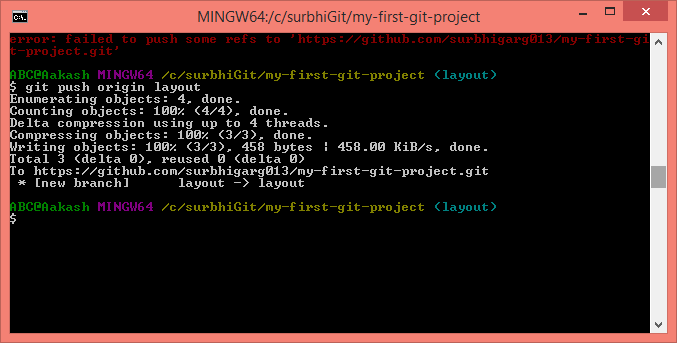 MINGW64:/c/surbhiGit/my-first-git-project
error: failed to push some refs to 'https://github.com/surbhigarg013/my-first-gi
t-project.git'
ABC@Aakash MINGW64 /c/surbhiGit/my-first-git-project (layout)
$ git push origin layout
Enumerating objects: 4, done.
Counting objects: 100% (4/4), done.
Delta compression using up to 4 threads.
Compressing objects: 100% (3/3), done.
Writing objects: 100% (3/3), 458 bytes | 458.00 KiB/s, done.
Total 3 (delta 0), reused 0 (delta 0)
To https://github.com/surbhigarg013/my-first-git-project.git
 * [new branch]      layout -> layout
ABC@Aakash MINGW64 /c/surbhiGit/my-first-git-project (layout)
$